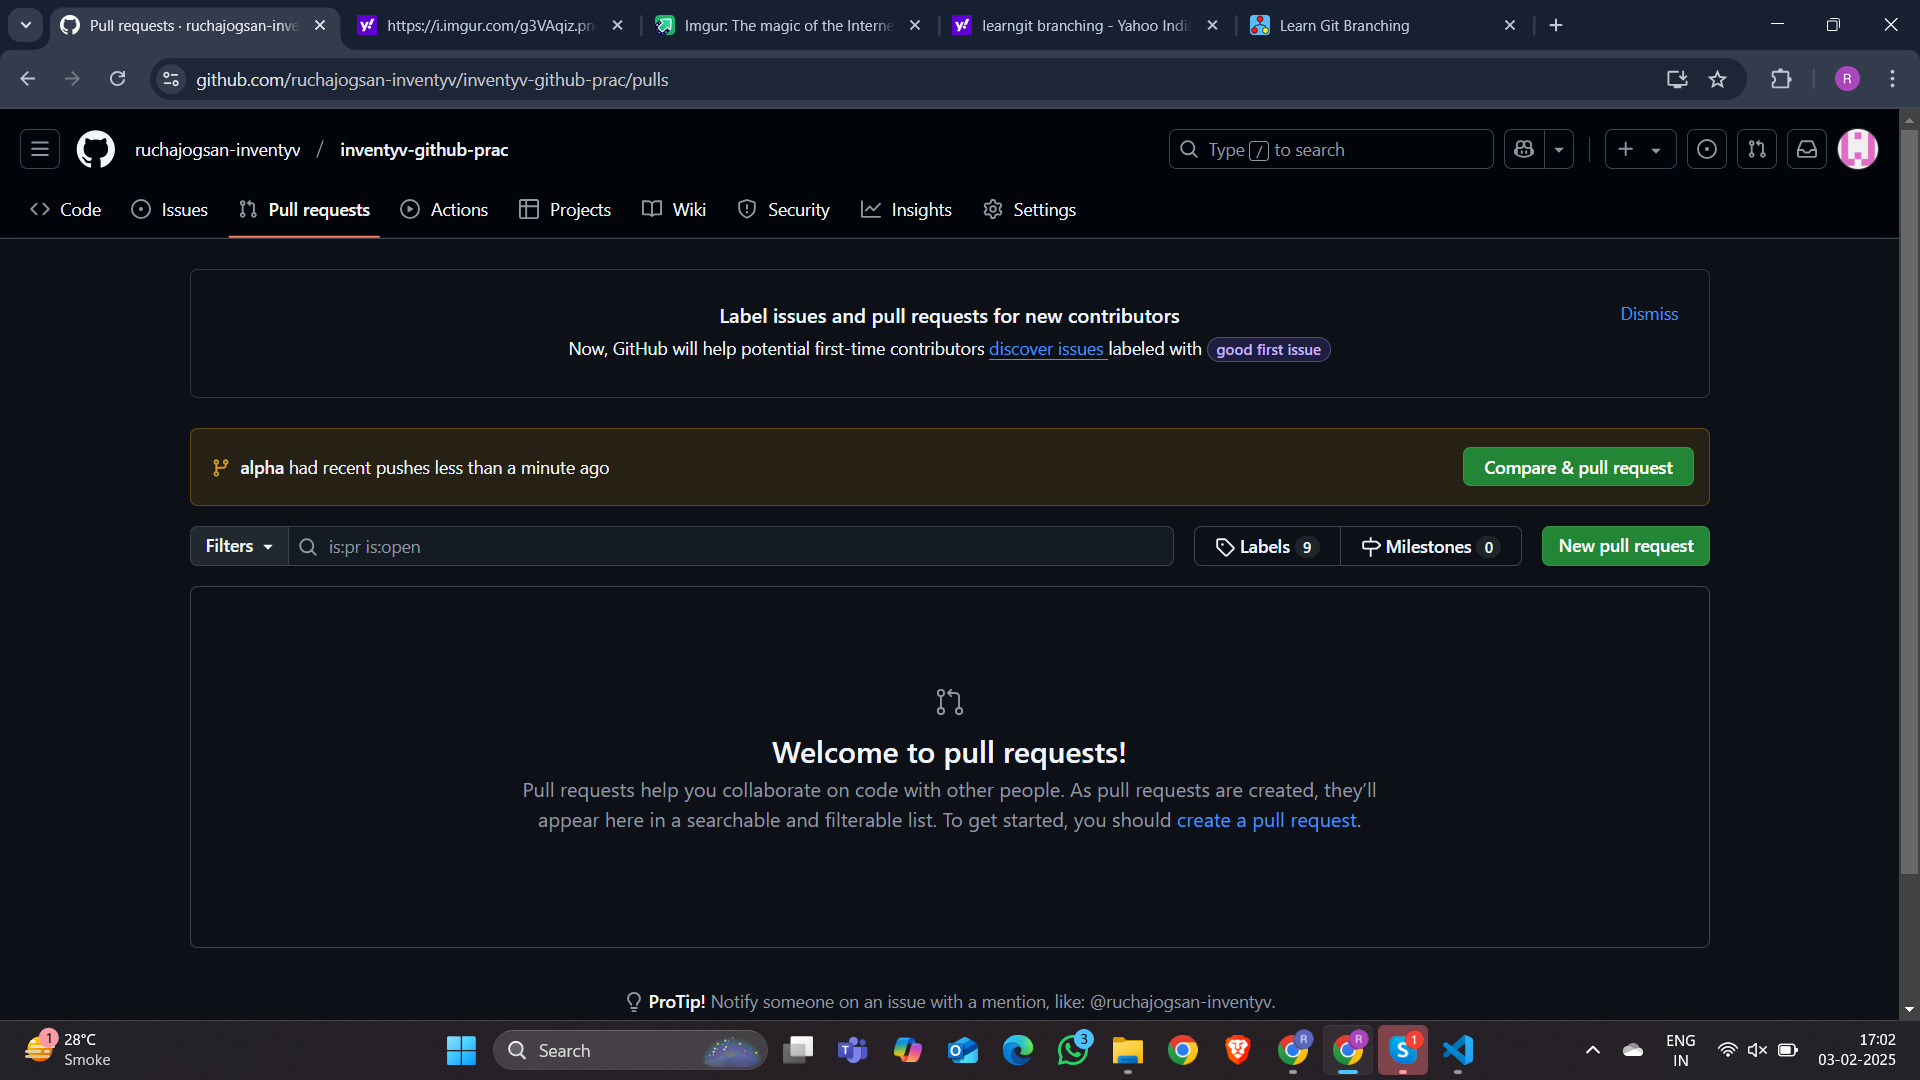 Pull requests · ruchajogsan-inve
https://i.imgur.com/g3VAqiz.pn
Imgur: The magic of the Interne
learngit branching - Yahoo India
Learn Git Branching
github.com/ruchajogsan-inventyv/inventyv-github-prac/pulls
R
ruchajogsan-inventyv / inventyv-github-prac
Type / to search
Code Issues Pull requests Actions Projects Wiki Security Insights Settings
Label issues and pull requests for new contributors
Dismiss
Now, GitHub will help potential first-time contributors discover issues labeled with good first issue
alpha had recent pushes less than a minute ago
Compare & pull request
Filters
is:pr is:open
Labels 9
Milestones 0
New pull request
Welcome to pull requests!
Pull requests help you collaborate on code with other people. As pull requests are created, they’ll
appear here in a searchable and filterable list. To get started, you should create a pull request.
ProTip! Notify someone on an issue with a mention, like: @ruchajogsan-inventyv.
1
28°C
Smoke
Search
3
R
R
1
ENG
IN
17:02
03-02-2025